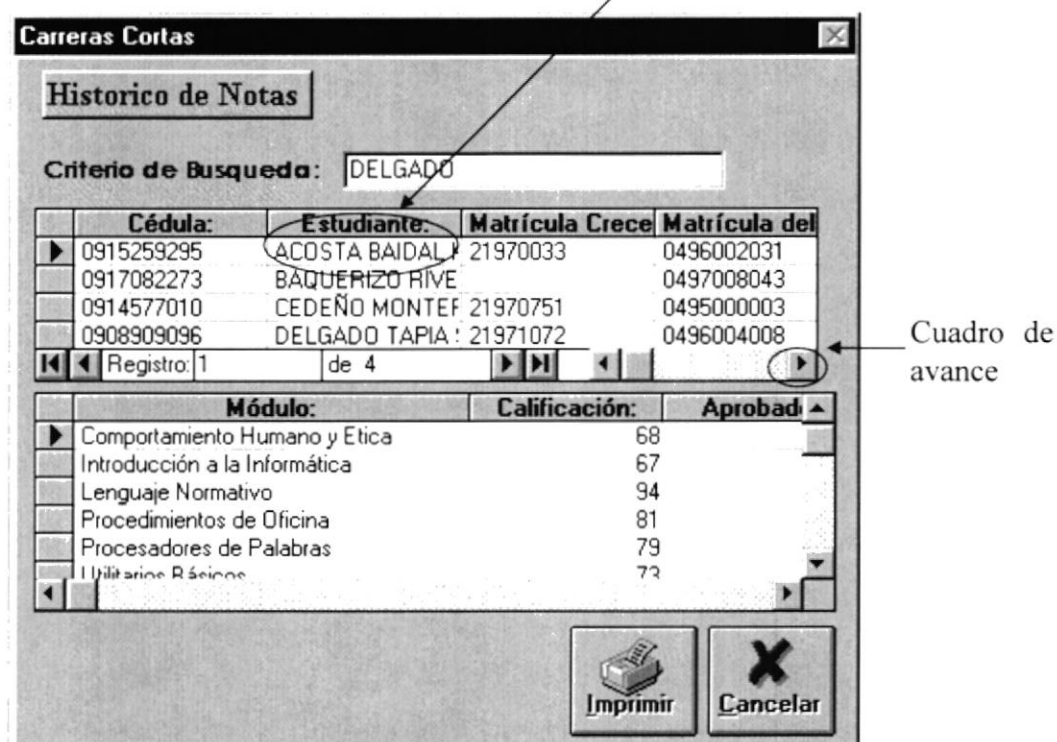 Carreras Cortas
Historico de Notas
Criterio de Busqueda: DELGADO
Cédula: Estudiante: Matrícula Crece Matrícula del
0915259295 ACOSTA BAIDAL 21970033 0496002031
0917082273 BAQUERIZO RIVE 0497008043
0914577010 CEDEÑO MONTEF 21970751 0495000003
0908909096 DELGADO TAPIA 21971072 0496004008
Registro: 1 de 4
Cuadro de
avance
Módulo: Calificación: Aprobad
Comportamiento Humano y Etica 68
Introducción a la Informática 67
Lenguaje Normativo 94
Procedimientos de Oficina 81
Procesadores de Palabras 79
Utilitarios Básicos 73
Imprimir Cancelar